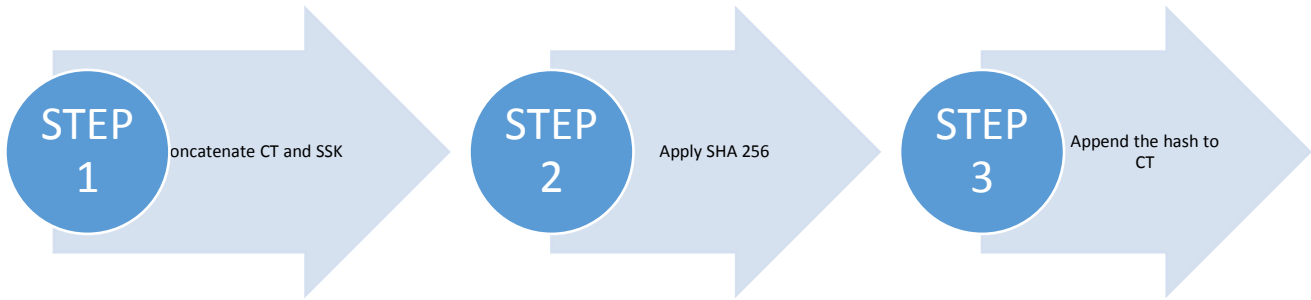 STEP
1
oncatenate CT and SSK
STEP
2
Apply SHA 256
STEP
3
Append the hash to
CT